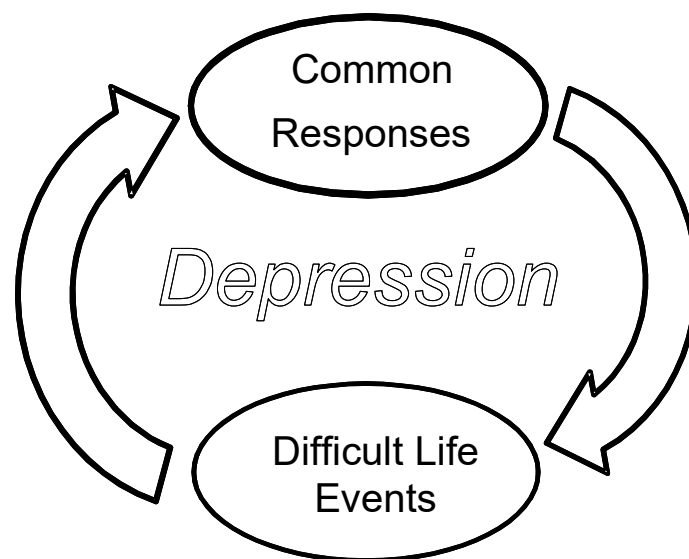 Common
Responses
Depression
Difficult Life
Events